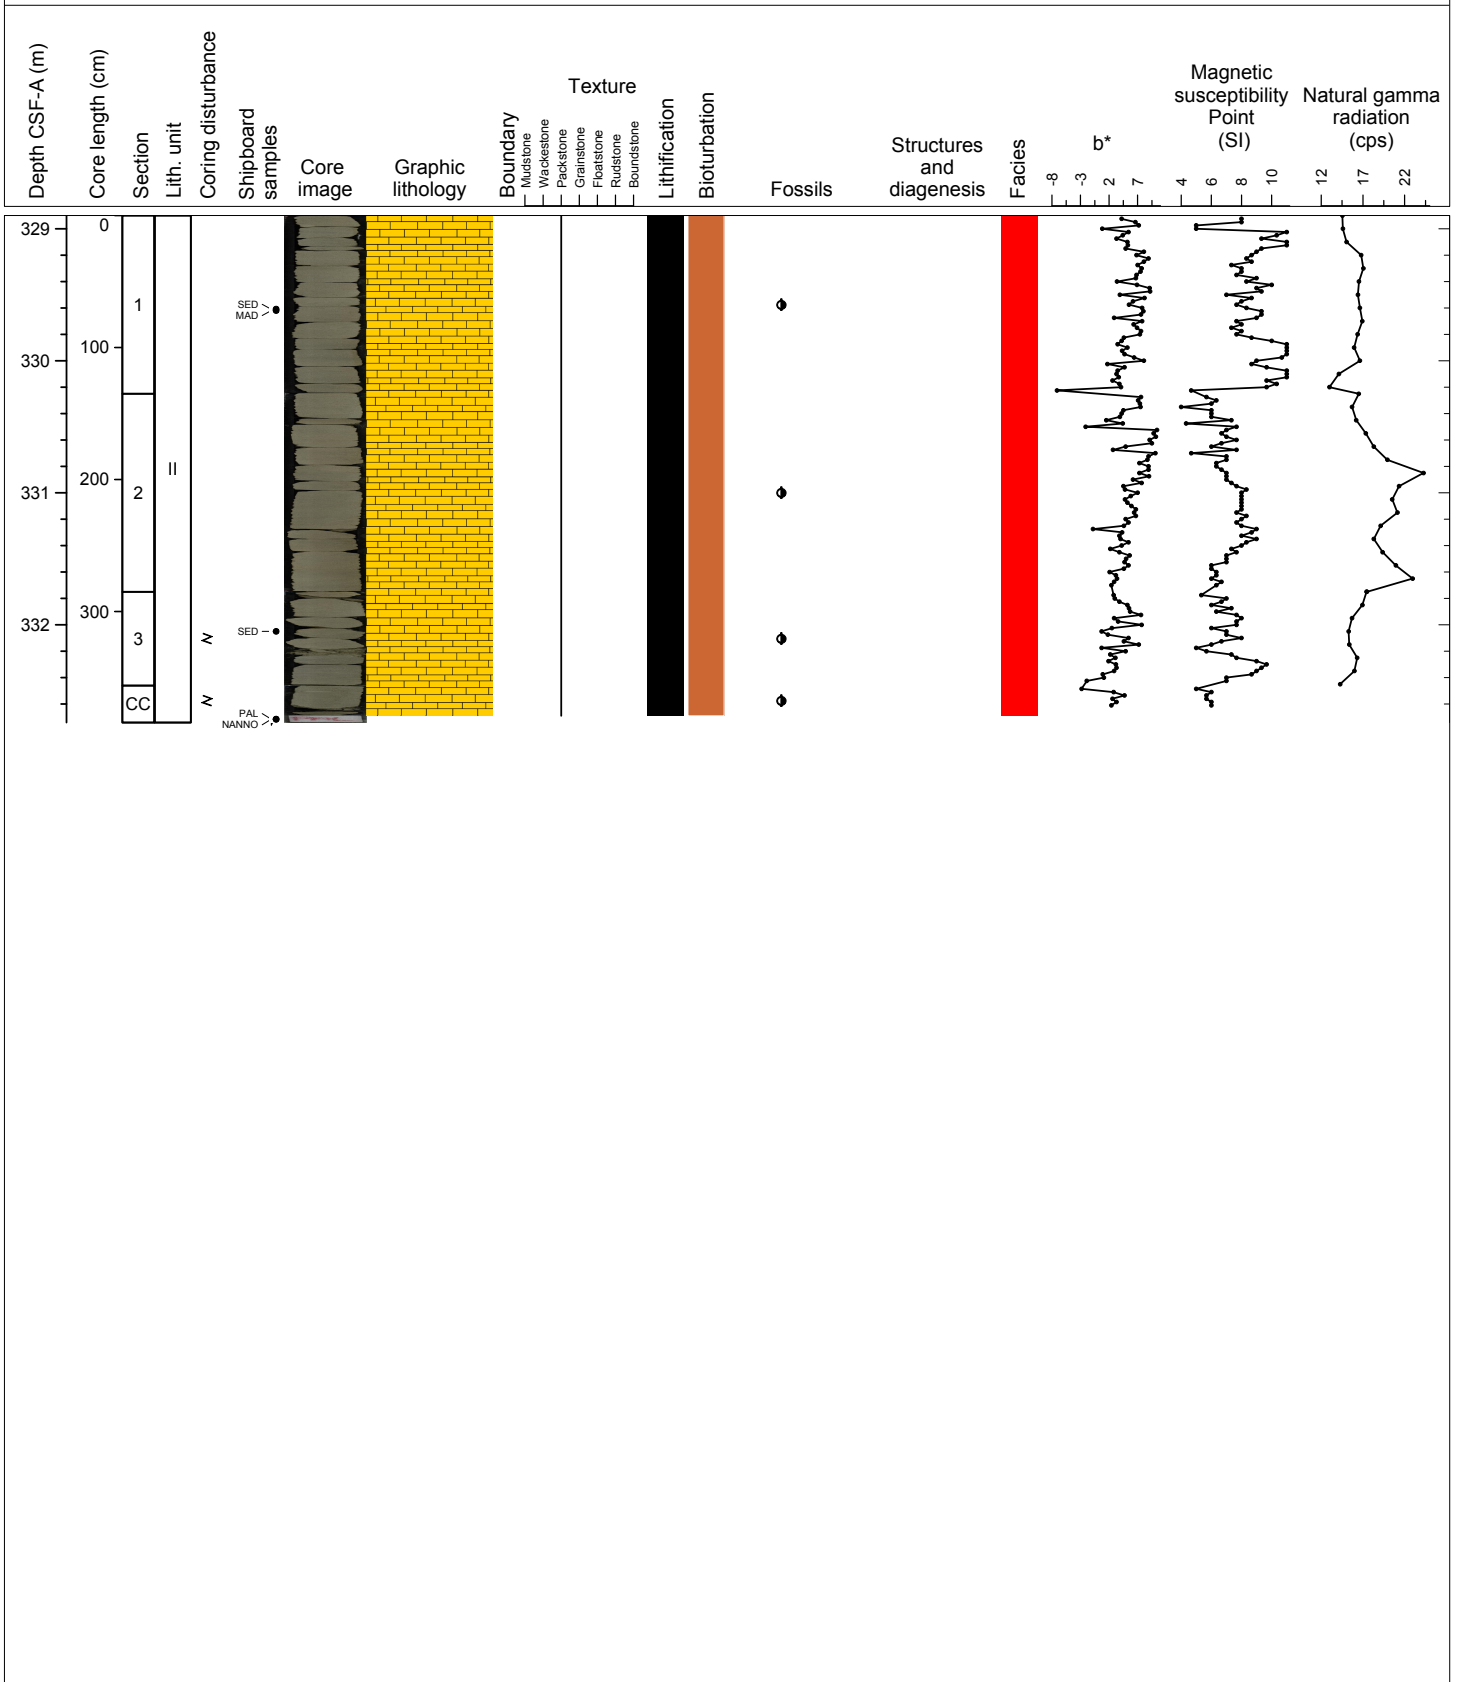 Depth CSF-A (m)
Core length (cm)
Section
Lith. unit
Coring disturbance
Shipboard
samples
Core
image
Graphic
lithology
Boundary
Texture
Mudstone
Wackestone
Packstone
Grainstone
Floatstone
Rudstone
Boundstone
Lithification
Bioturbation
Fossils
Structures
and
diagenesis
Facies
b*
-8 -3 2 7
Magnetic
susceptibility
Point
(SI)
4 6 8 10
Natural gamma
radiation
(cps)
12 17 22
329
0
1
SED
MAD
100
330
II
200
2
331
300
332
3
SED
CC
PAL
NANNO